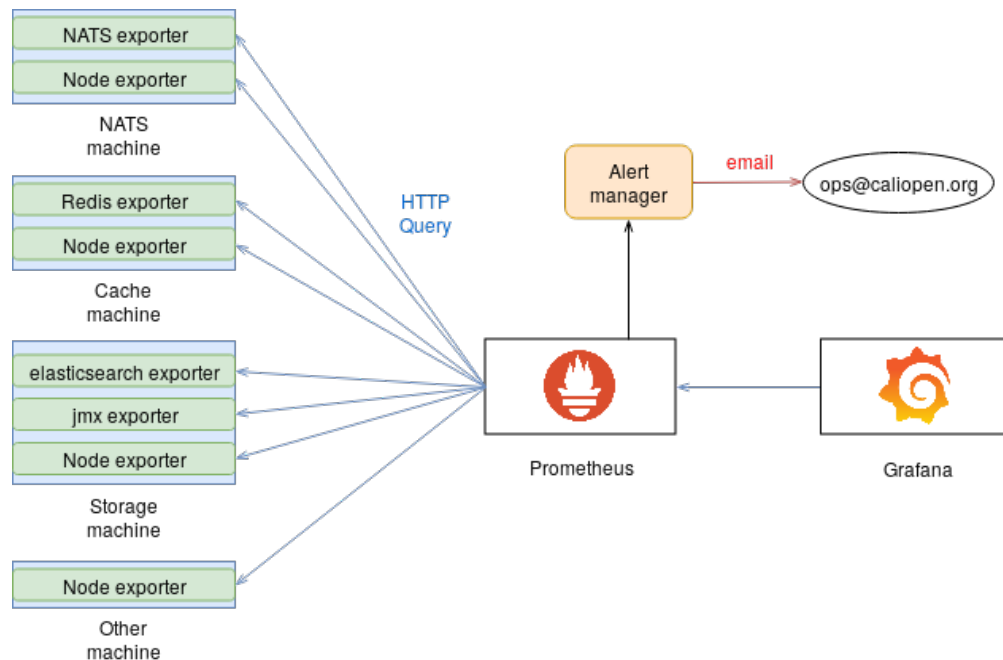 NATS exporter
Node exporter
NATS
machine
Redis exporter
Node exporter
Cache
machine
elasticsearch exporter
jmx exporter
Node exporter
Storage
machine
Node exporter
Other
machine
HTTP
Query
Alert
manager
email
ops@caliopen.org
Prometheus
Grafana